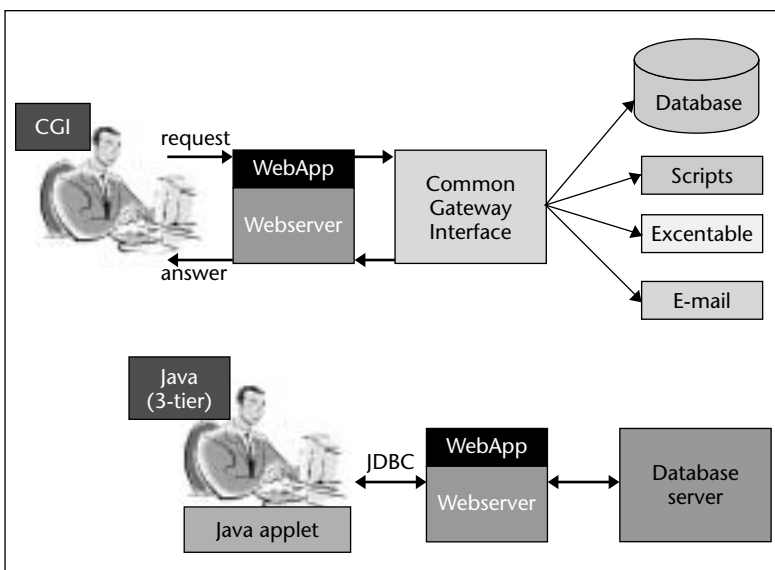 CGI
request
answer
WebApp
Webserver
Common
Gateway
Interface
Database
Scripts
Excentable
E-mail
Java
(3-tier)
Java applet
JDBC
WebApp
Webserver
Database
server